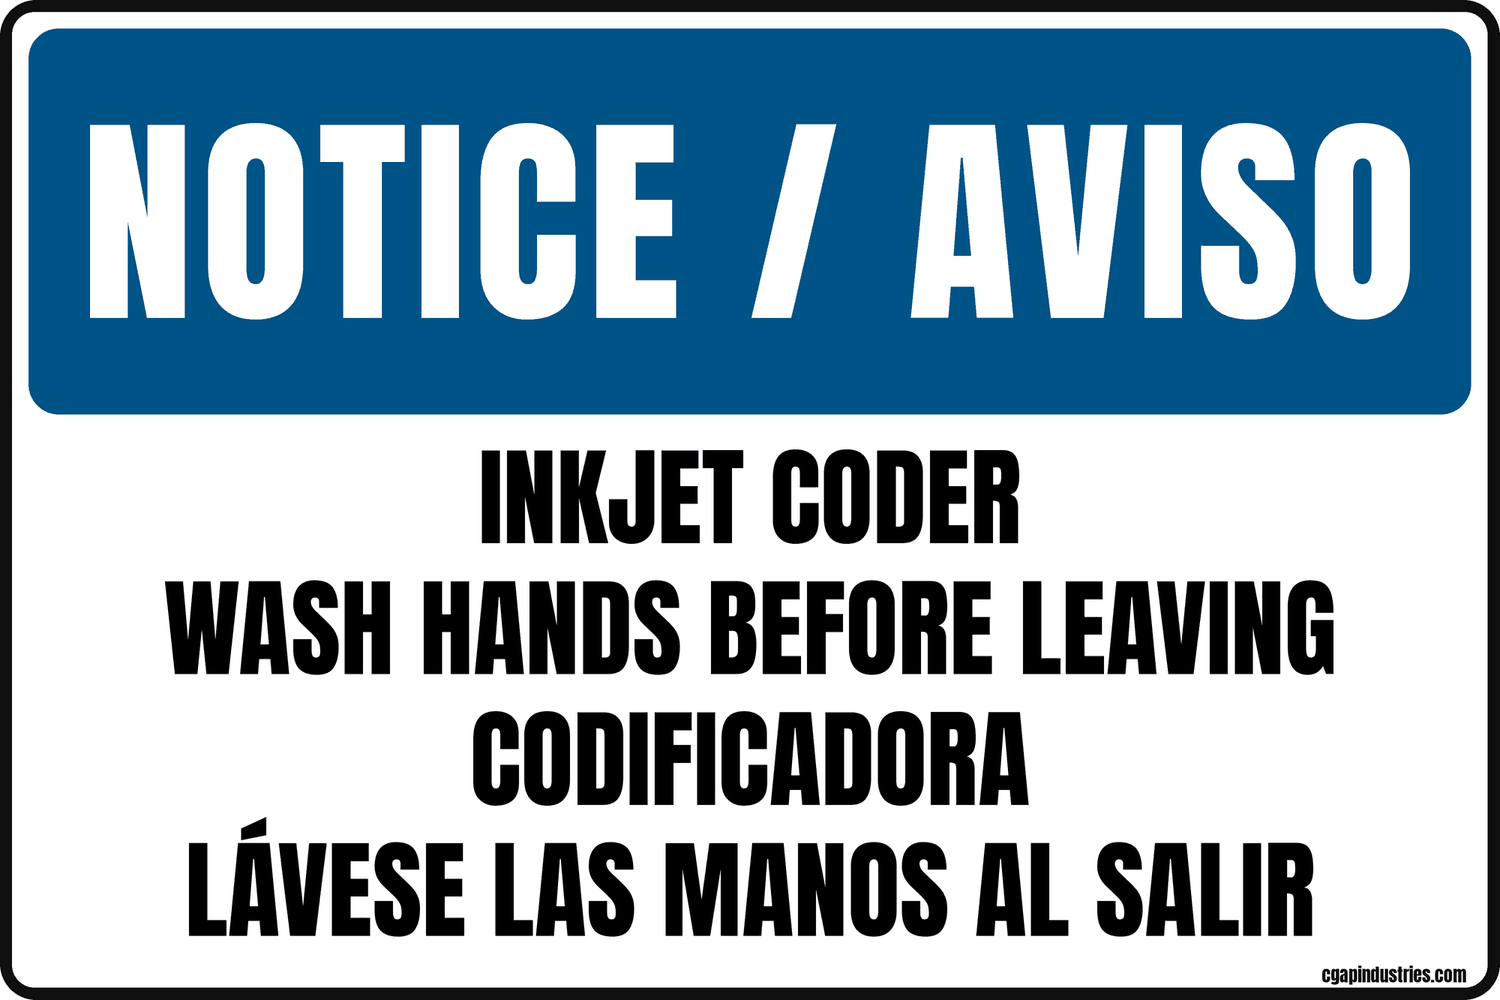 NOTICE / AVISO
INKJET CODER
WASH HANDS BEFORE LEAVING
CODIFICADORA
LÁVESE LAS MANOS AL SALIR
cgapindustries.com